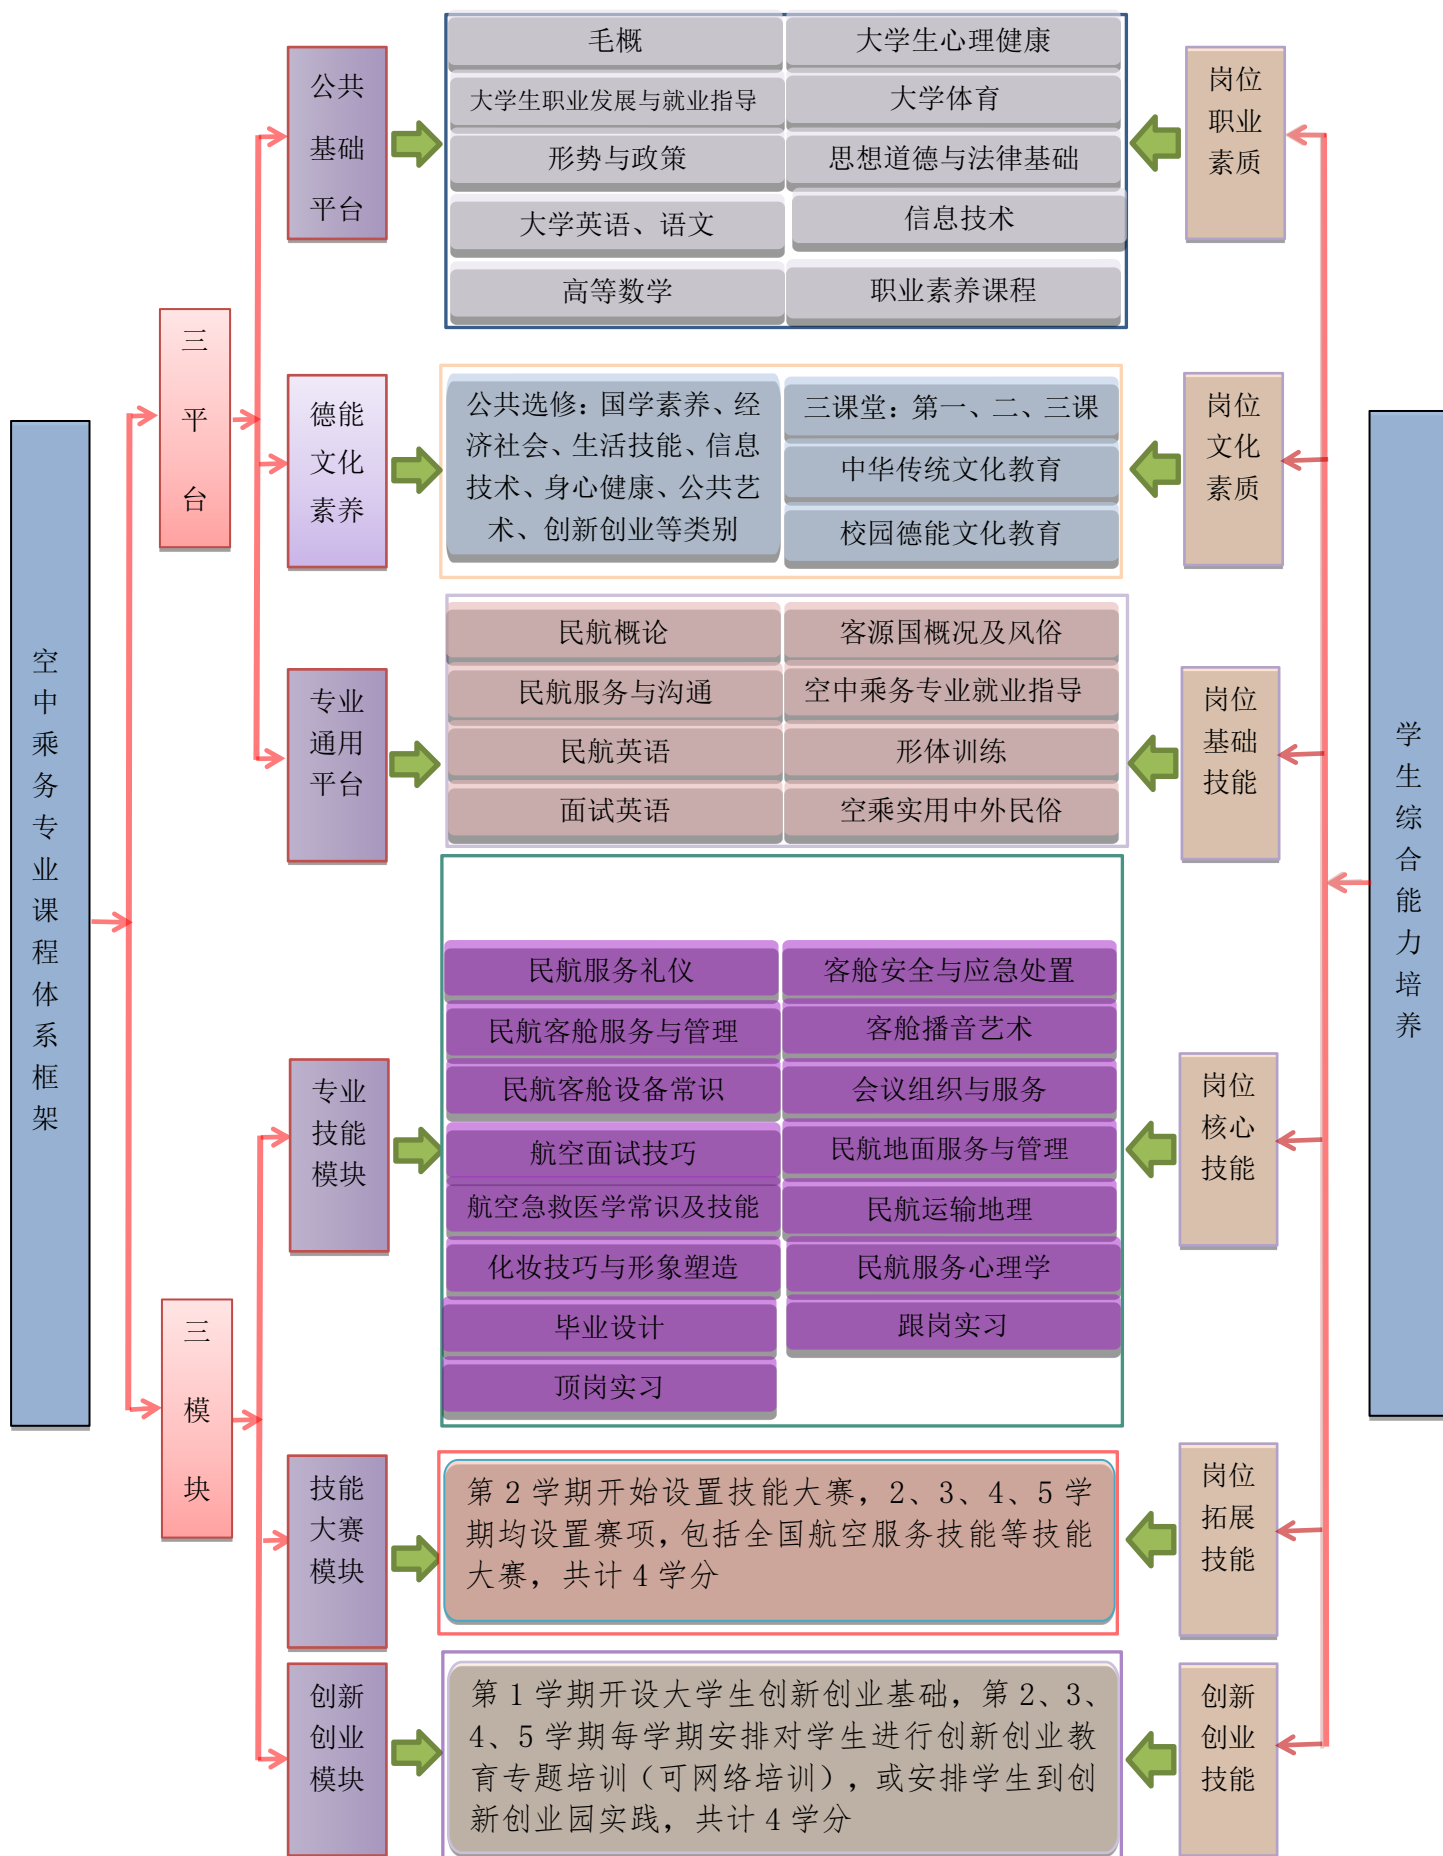 空中乘务专业课程体系框架
三平台
公共
基础
平台
毛概
大学生心理健康
大学生职业发展与就业指导
大学体育
形势与政策
思想道德与法律基础
大学英语、语文
信息技术
高等数学
职业素养课程
岗位
职业
素质
德能
文化
素养
公共选修：国学素养、经
济社会、生活技能、信息
技术、身心健康、公共艺
术、创新创业等类别
三课堂：第一、二、三课
中华传统文化教育
校园德能文化教育
岗位
文化
素质
专业
通用
平台
民航概论
客源国概况及风俗
民航服务与沟通
空中乘务专业就业指导
民航英语
形体训练
面试英语
空乘实用中外民俗
岗位
基础
技能
三模块
专业
技能
模块
民航服务礼仪
客舱安全与应急处置
民航客舱服务与管理
客舱播音艺术
民航客舱设备常识
会议组织与服务
航空面试技巧
民航地面服务与管理
航空急救医学常识及技能
民航运输地理
化妆技巧与形象塑造
民航服务心理学
毕业设计
跟岗实习
顶岗实习
岗位
核心
技能
技能
大赛
模块
第 2 学期开始设置技能大赛，2、3、4、5 学
期均设置赛项，包括全国航空服务技能等技能
大赛，共计 4 学分
岗位
拓展
技能
创新
创业
模块
第 1 学期开设大学生创新创业基础，第 2、3、
4、5 学期每学期安排对学生进行创新创业教
育专题培训（可网络培训），或安排学生到创
新创业园实践，共计 4 学分
创新
创业
技能
学生综合能力培养